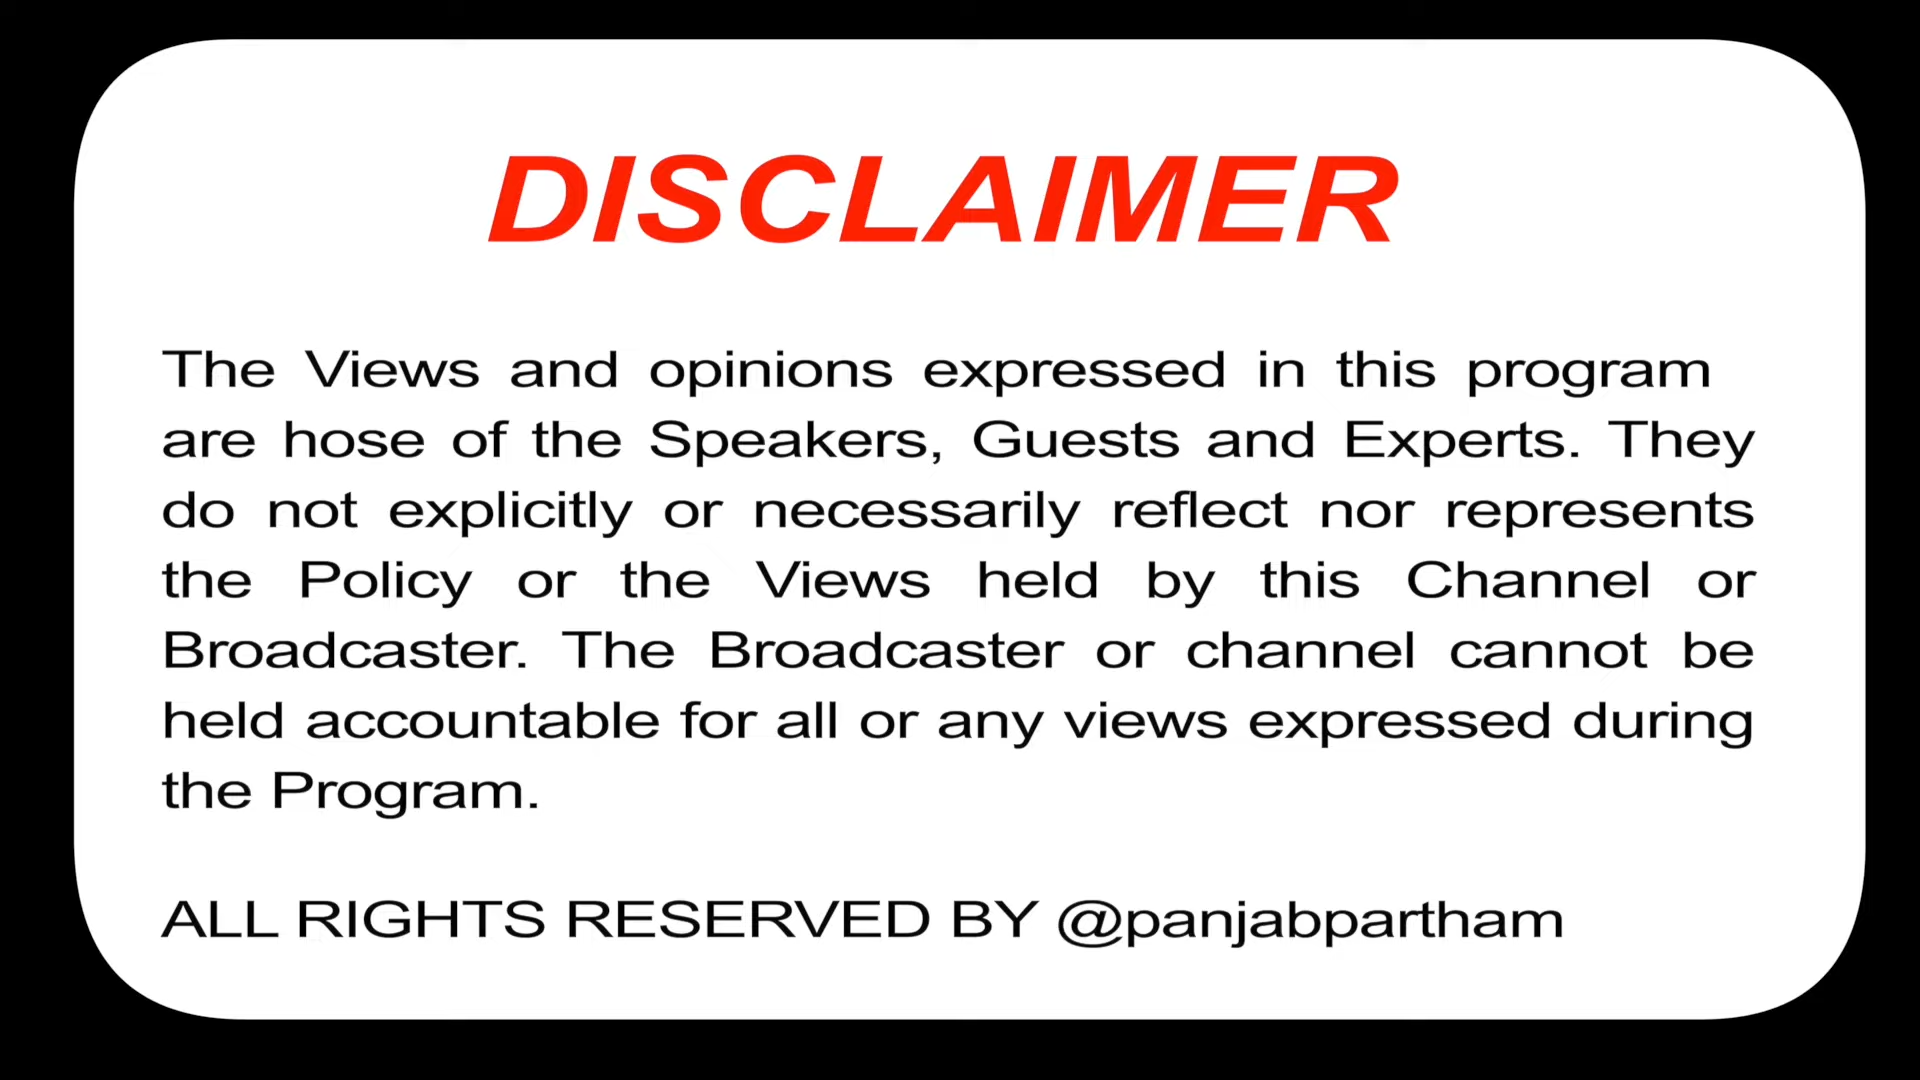 DISCLAIMER
The Views and opinions expressed in this program
are hose of the Speakers, Guests and Experts. They
do not explicitly or necessarily reflect nor represents
the Policy or the Views held by this Channel or
Broadcaster. The Broadcaster or channel cannot be
held accountable for all or any views expressed during
the Program.
ALL RIGHTS RESERVED BY @panjabpartham